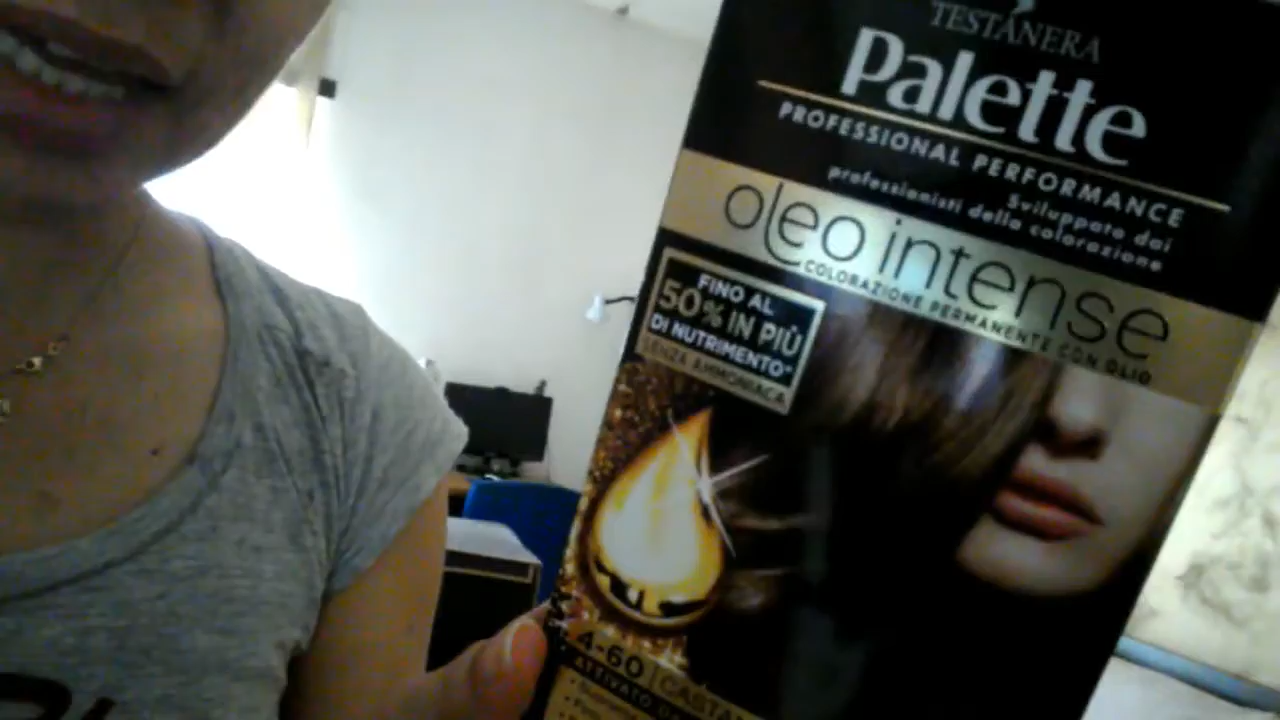 TESTANERA
Palette
PROFESSIONAL PERFORMANCE
Sviluppato dai
professionisti della colorazione
oleo intense
COLORAZIONE PERMANENTE CON OLIO
FINO AL
50% IN PIÙ
DI NUTRIMENTO*
SENZA AMMONIACA
4-60
ATTIVATO